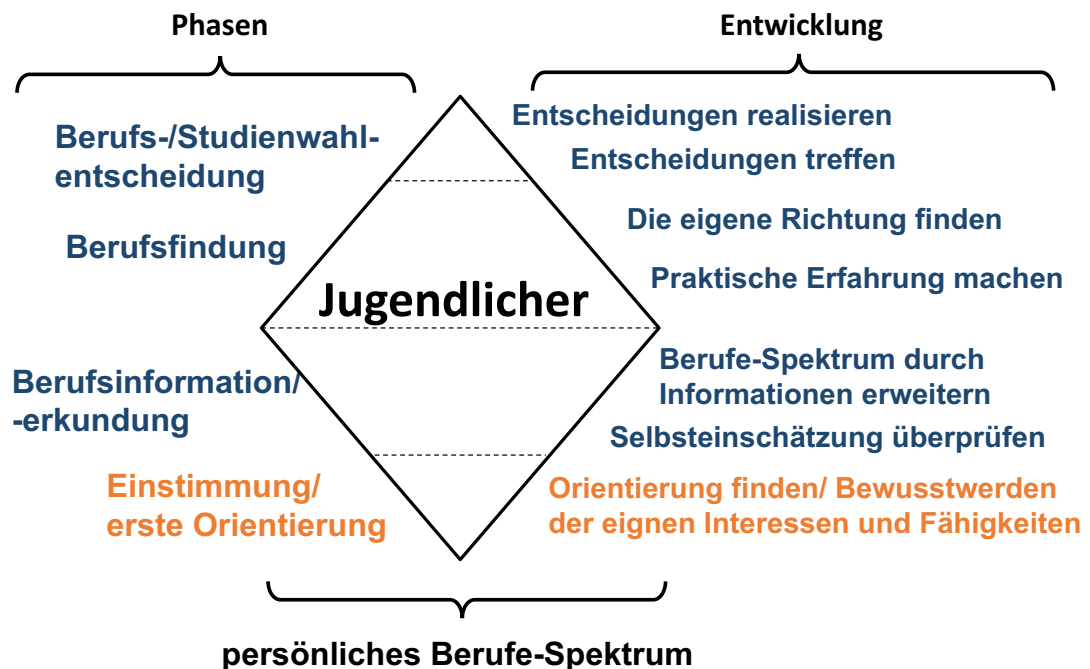 Phasen
Entwicklung
Berufs-/Studienwahl-
entscheidung
Berufsfindung
Berufsinformation/
-erkundung
Einstimmung/
erste Orientierung
Jugendlicher
Entscheidungen realisieren
Entscheidungen treffen
Die eigene Richtung finden
Praktische Erfahrung machen
Berufe-Spektrum durch
Informationen erweitern
Selbsteinschätzung überprüfen
Orientierung finden/ Bewusstwerden
der eignen Interessen und Fähigkeiten
persönliches Berufe-Spektrum